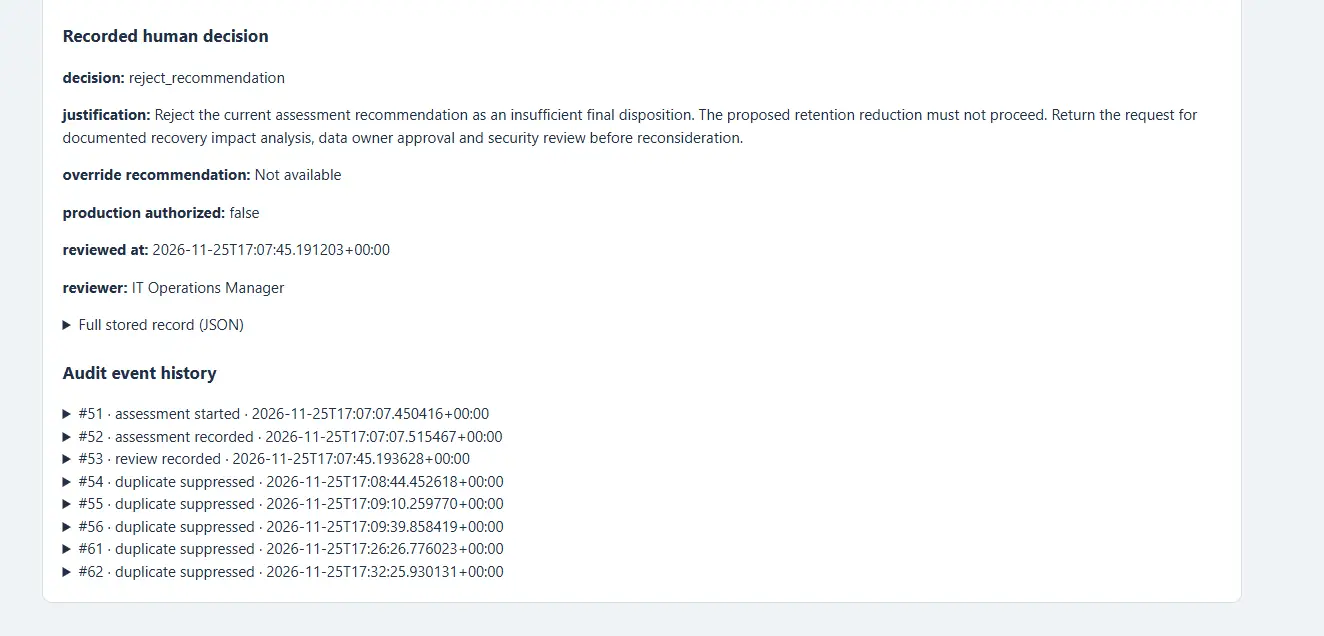 Recorded human decision
decision: reject_recommendation
justification: Reject the current assessment recommendation as an insufficient final disposition. The proposed retention reduction must not proceed. Return the request for
documented recovery impact analysis, data owner approval and security review before reconsideration.
override recommendation: Not available
production authorized: false
reviewed at: 2026-11-25T17:07:45.191203+00:00
reviewer: IT Operations Manager
▶ Full stored record (JSON)
Audit event history
▶ #51 · assessment started · 2026-11-25T17:07:07.450416+00:00
▶ #52 · assessment recorded · 2026-11-25T17:07:07.515467+00:00
▶ #53 · review recorded · 2026-11-25T17:07:45.193628+00:00
▶ #54 · duplicate suppressed · 2026-11-25T17:08:44.452618+00:00
▶ #55 · duplicate suppressed · 2026-11-25T17:09:10.259770+00:00
▶ #56 · duplicate suppressed · 2026-11-25T17:09:39.858419+00:00
▶ #61 · duplicate suppressed · 2026-11-25T17:26:26.776023+00:00
▶ #62 · duplicate suppressed · 2026-11-25T17:32:25.930131+00:00